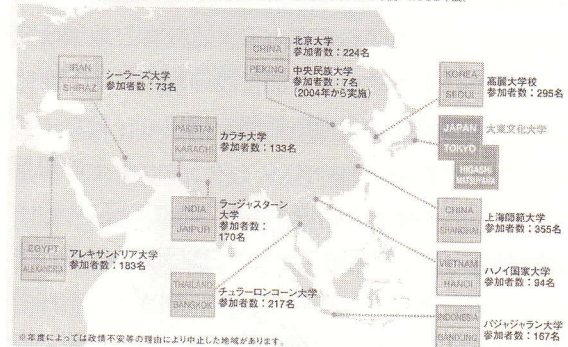 IRAN
SHIRAZ
シーラーズ大学
参加者数：73名
CHINA
PEKING
北京大学
参加者数：224名
中央民族大学
参加者数：7名
（2004年から実施）
KOREA
SEOUL
高麗大学校
参加者数：295名
JAPAN
TOKYO
HIGASHI
MATSUYAMA
大東文化大学
PAKISTAN
KARACHI
カラチ大学
参加者数：133名
INDIA
JAIPUR
ラージャスターン
大学
参加者数：
170名
CHINA
SHANGHAI
上海師範大学
参加者数：355名
EGYPT
ALEXANDRIA
アレキサンドリア大学
参加者数：183名
VIETNAM
HANOI
ハノイ国家大学
参加者数：94名
THAILAND
BANGKOK
チュラーロンコーン大学
参加者数：217名
INDONESIA
BANDUNG
パジャジャラン大学
参加者数：167名
※年度によっては政情不安等の理由により中止した地域があります。